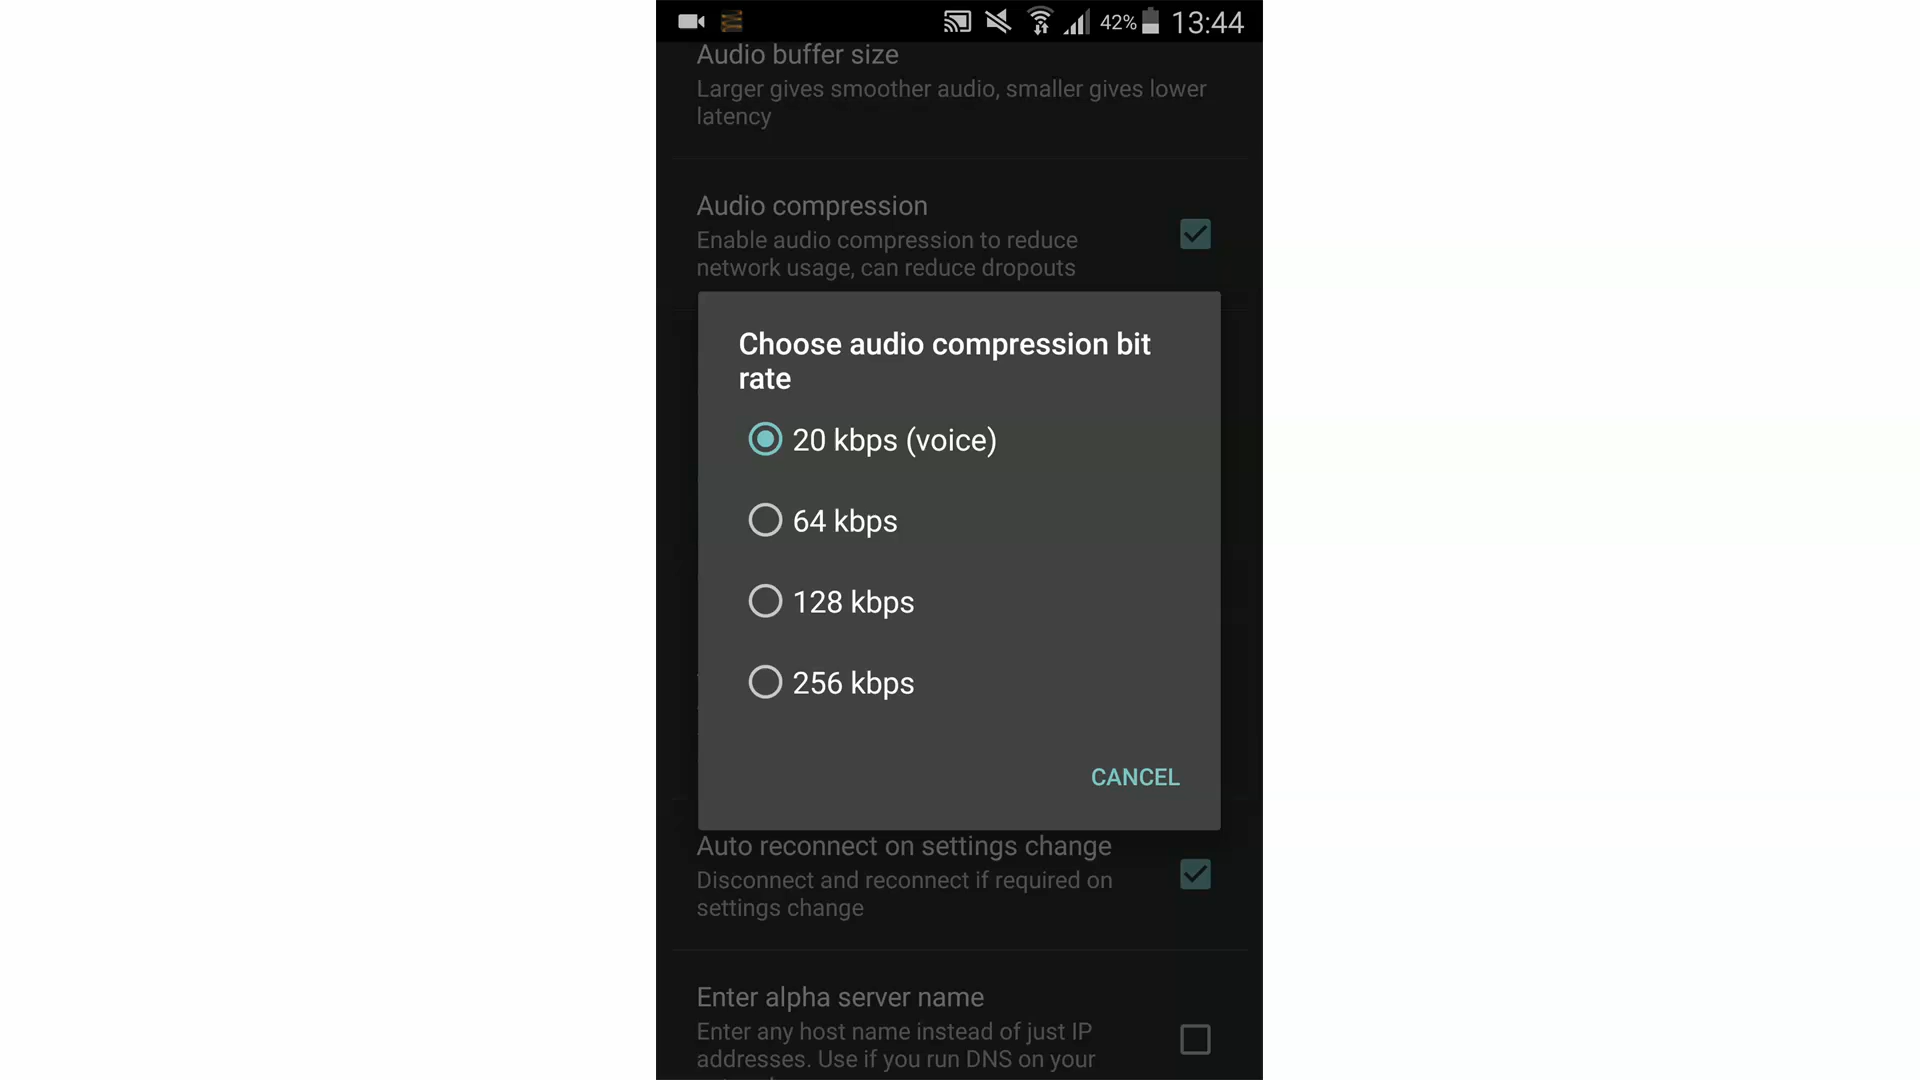 42% 13:44
Audio buffer size
Larger gives smoother audio, smaller gives lower
latency
Audio compression
Enable audio compression to reduce
network usage, can reduce dropouts
Choose audio compression bit
rate
20 kbps (voice)
64 kbps
128 kbps
256 kbps
CANCEL
Auto reconnect on settings change
Disconnect and reconnect if required on
settings change
Enter alpha server name
Enter any host name instead of just IP
addresses. Use if you run DNS on your